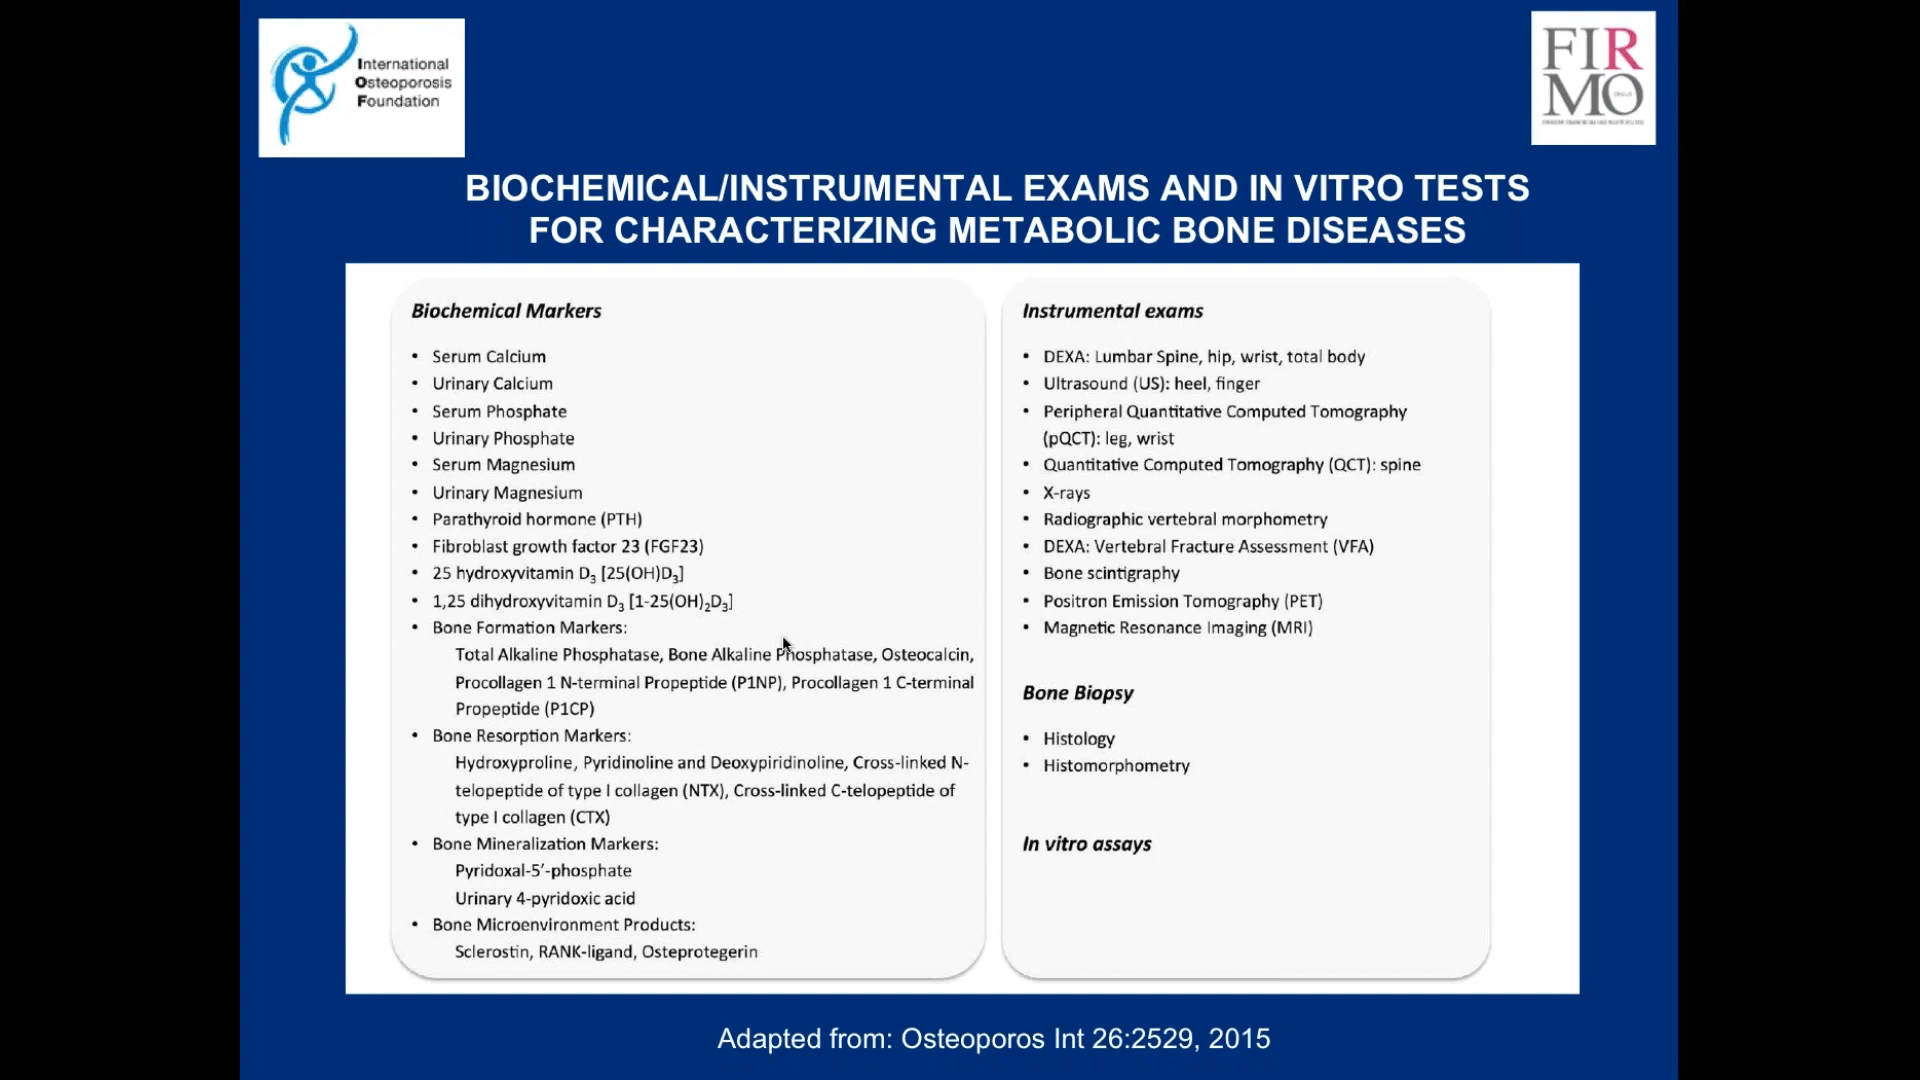 International
Osteoporosis
Foundation
FIR
MO
BIOCHEMICAL/INSTRUMENTAL EXAMS AND IN VITRO TESTS
FOR CHARACTERIZING METABOLIC BONE DISEASES
Biochemical Markers
• Serum Calcium
• Urinary Calcium
• Serum Phosphate
• Urinary Phosphate
• Serum Magnesium
• Urinary Magnesium
• Parathyroid hormone (PTH)
• Fibroblast growth factor 23 (FGF23)
• 25 hydroxyvitamin D₃ [25(OH)D₃]
• 1,25 dihydroxyvitamin D₃ [1-25(OH)₂D₃]
• Bone Formation Markers:
Total Alkaline Phosphatase, Bone Alkaline Phosphatase, Osteocalcin,
Procollagen 1 N-terminal Propeptide (P1NP), Procollagen 1 C-terminal
Propeptide (P1CP)
• Bone Resorption Markers:
Hydroxyproline, Pyridinoline and Deoxypiridinoline, Cross-linked N-
telopeptide of type I collagen (NTX), Cross-linked C-telopeptide of
type I collagen (CTX)
• Bone Mineralization Markers:
Pyridoxal-5′-phosphate
Urinary 4-pyridoxic acid
• Bone Microenvironment Products:
Sclerostin, RANK-ligand, Osteprotegerin
Instrumental exams
• DEXA: Lumbar Spine, hip, wrist, total body
• Ultrasound (US): heel, finger
• Peripheral Quantitative Computed Tomography
(pQCT): leg, wrist
• Quantitative Computed Tomography (QCT): spine
• X-rays
• Radiographic vertebral morphometry
• DEXA: Vertebral Fracture Assessment (VFA)
• Bone scintigraphy
• Positron Emission Tomography (PET)
• Magnetic Resonance Imaging (MRI)
Bone Biopsy
• Histology
• Histomorphometry
In vitro assays
Adapted from: Osteoporos Int 26:2529, 2015